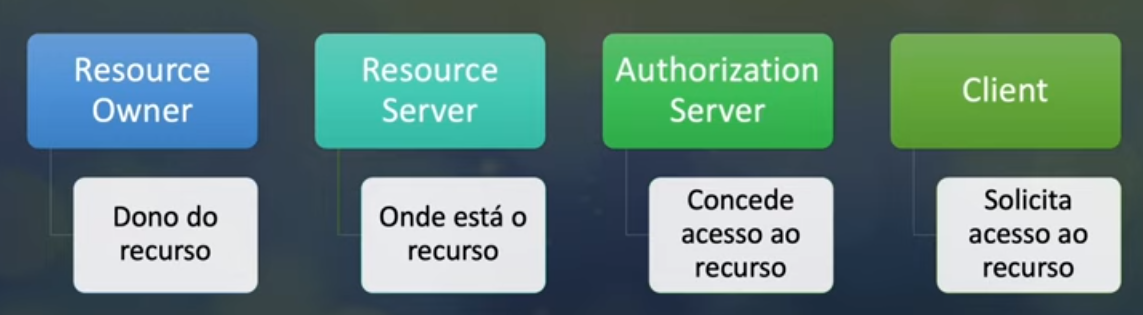 Resource
Owner
Dono do
recurso
Resource
Server
Onde está o
recurso
Authorization
Server
Concede
acesso ao
recurso
Client
Solicita
acesso ao
recurso